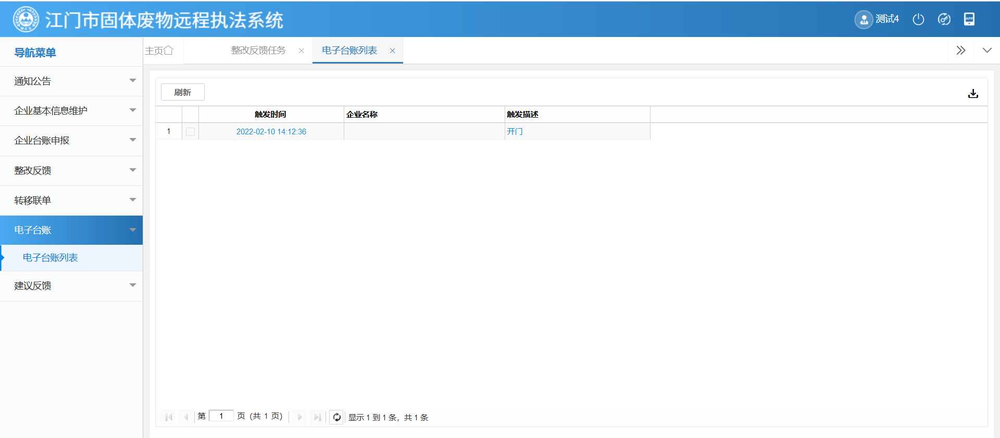 江门市固体废物远程执法系统
测试4
APP
导航菜单
主页
整改反馈任务
电子台账列表
通知公告
企业基本信息维护
企业台账申报
整改反馈
转移联单
电子台账
电子台账列表
建议反馈
刷新
触发时间 企业名称 触发描述
1 2022-02-10 14:12:36 开门
第 1 页 (共 1 页) 显示 1 到 1 条，共 1 条